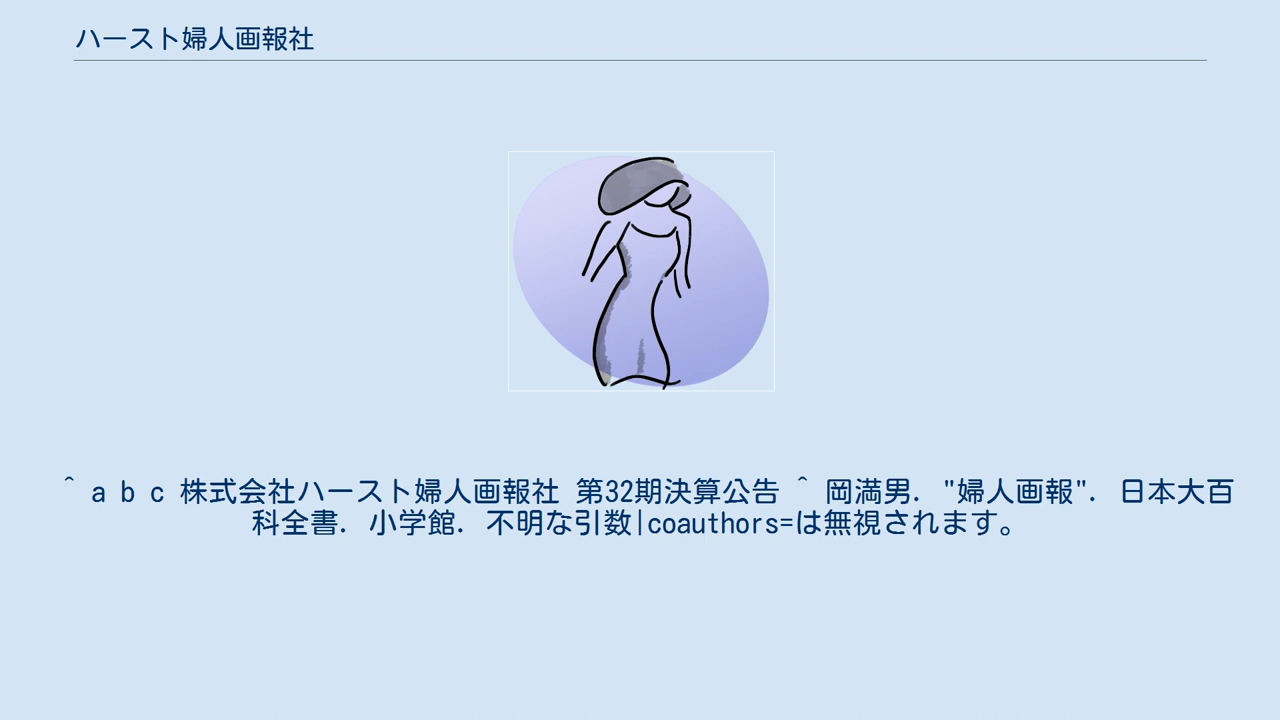 ハースト婦人画報社
^ a b c 株式会社ハースト婦人画報社 第32期決算公告 ^ 岡満男. "婦人画報". 日本大百
科全書. 小学館. 不明な引数|coauthors=は無視されます。